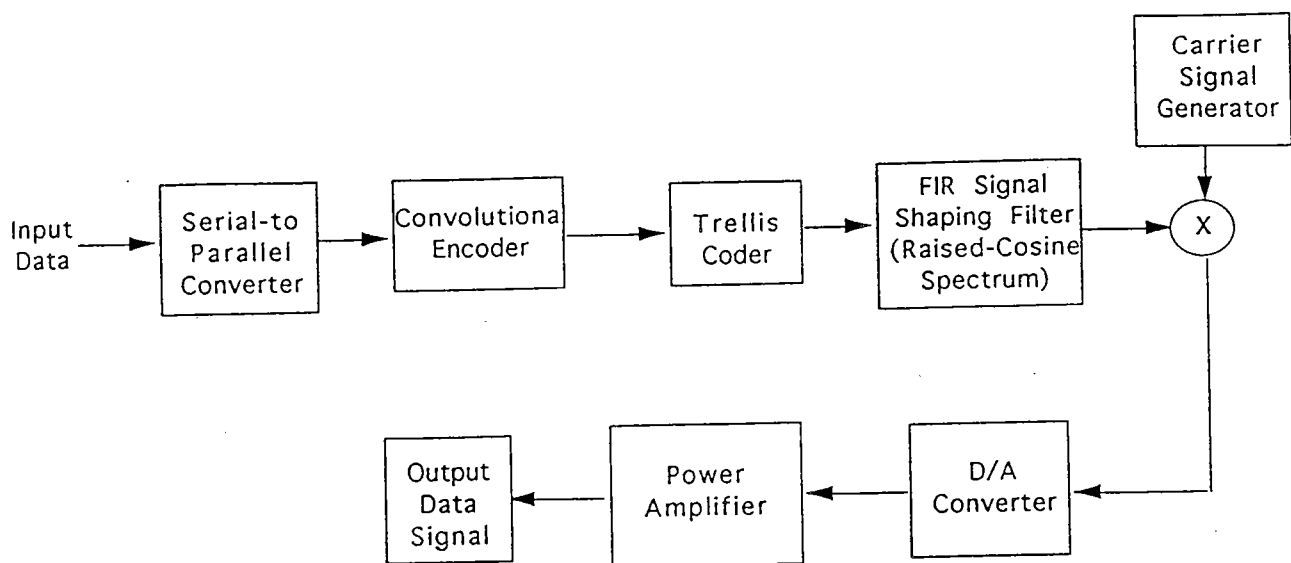 Carrier
Signal
Generator
Input
Data
Serial-to
Parallel
Converter
Convolutiona
Encoder
Trellis
Coder
FIR Signal
Shaping Filter
(Raised-Cosine
Spectrum)
X
Output
Data
Signal
Power
Amplifier
D/A
Converter